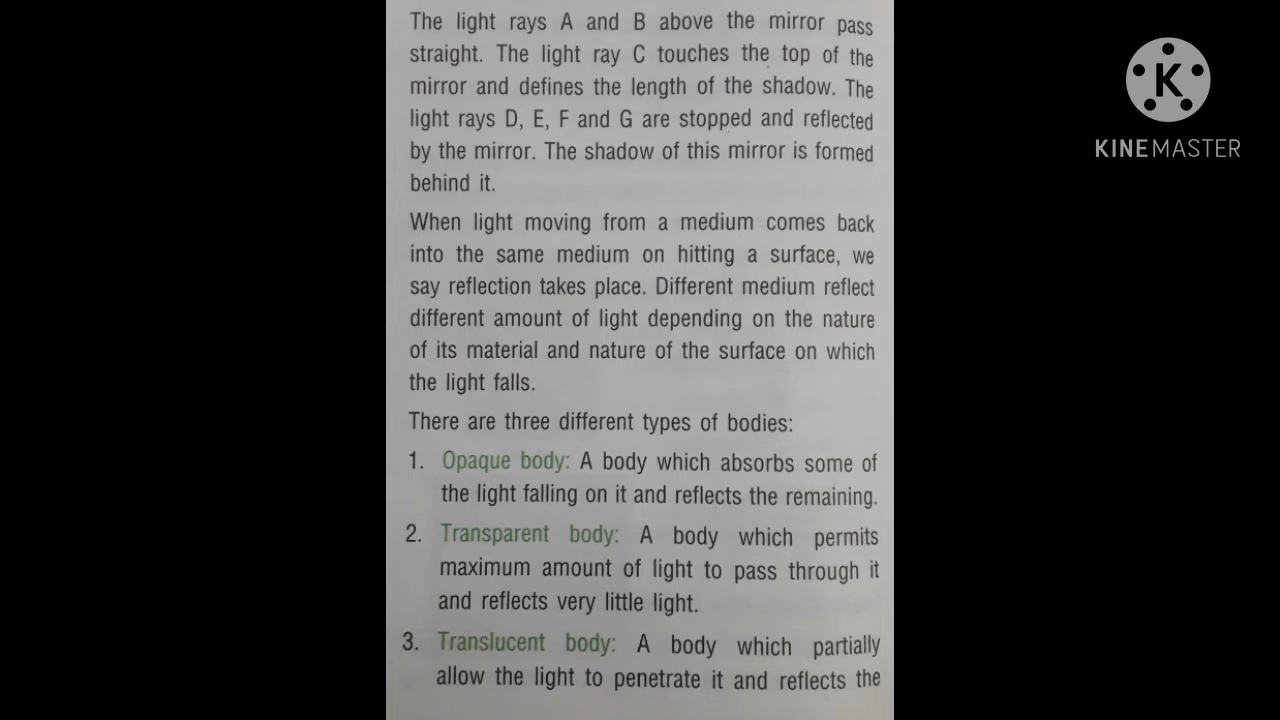 The light rays A and B above the mirror pass
straight. The light ray C touches the top of the
mirror and defines the length of the shadow. The
light rays D, E, F and G are stopped and reflected
by the mirror. The shadow of this mirror is formed
behind it.
When light moving from a medium comes back
into the same medium on hitting a surface, we
say reflection takes place. Different medium reflect
different amount of light depending on the nature
of its material and nature of the surface on which
the light falls.
There are three different types of bodies:
1. Opaque body: A body which absorbs some of
the light falling on it and reflects the remaining.
2. Transparent body: A body which permits
maximum amount of light to pass through it
and reflects very little light.
3. Translucent body: A body which partially
allow the light to penetrate it and reflects the
K
KINEMASTER